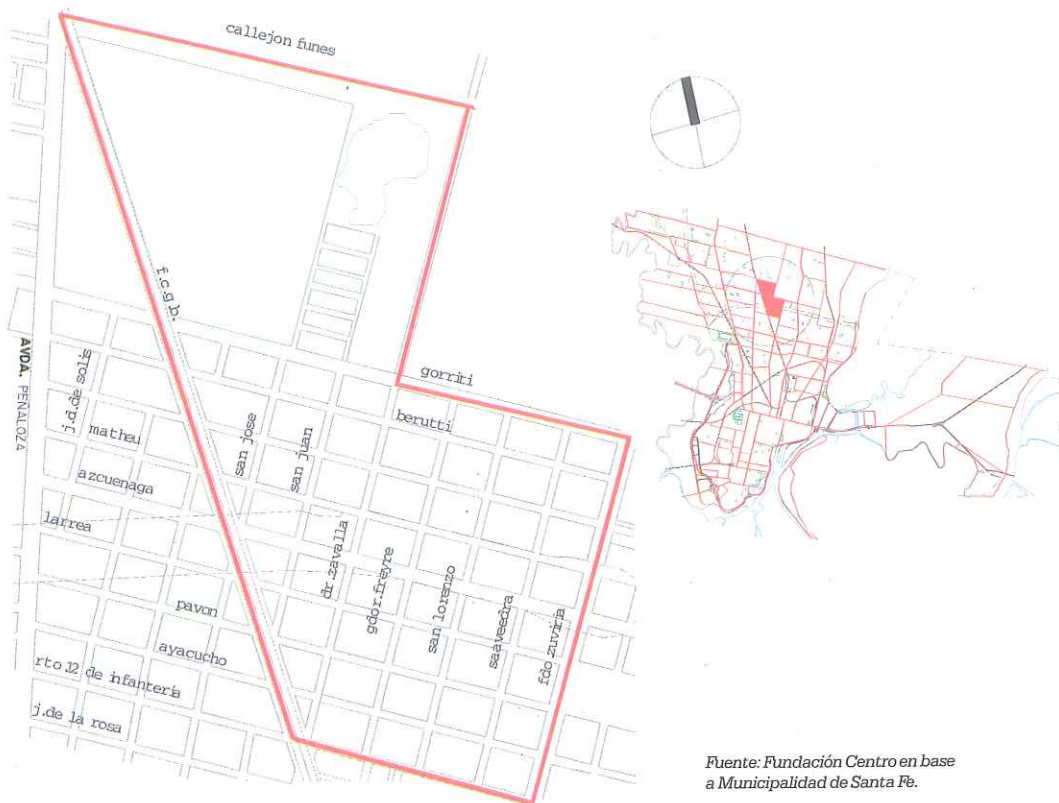 callejon funes
f.c.g.b.
AVDA. PEÑALOZA
j.d.de solis
matheu
azcuenaga
larrea
san jose
san juan
gorriti
berutti
dr.zavalla
gdor.freyre
san lorenzo
saaveedra
fdo.zuviria
pavon
ayacucho
rto 12 de infanteria
j.de la rosa
Fuente: Fundación Centro en base
a Municipalidad de Santa Fe.